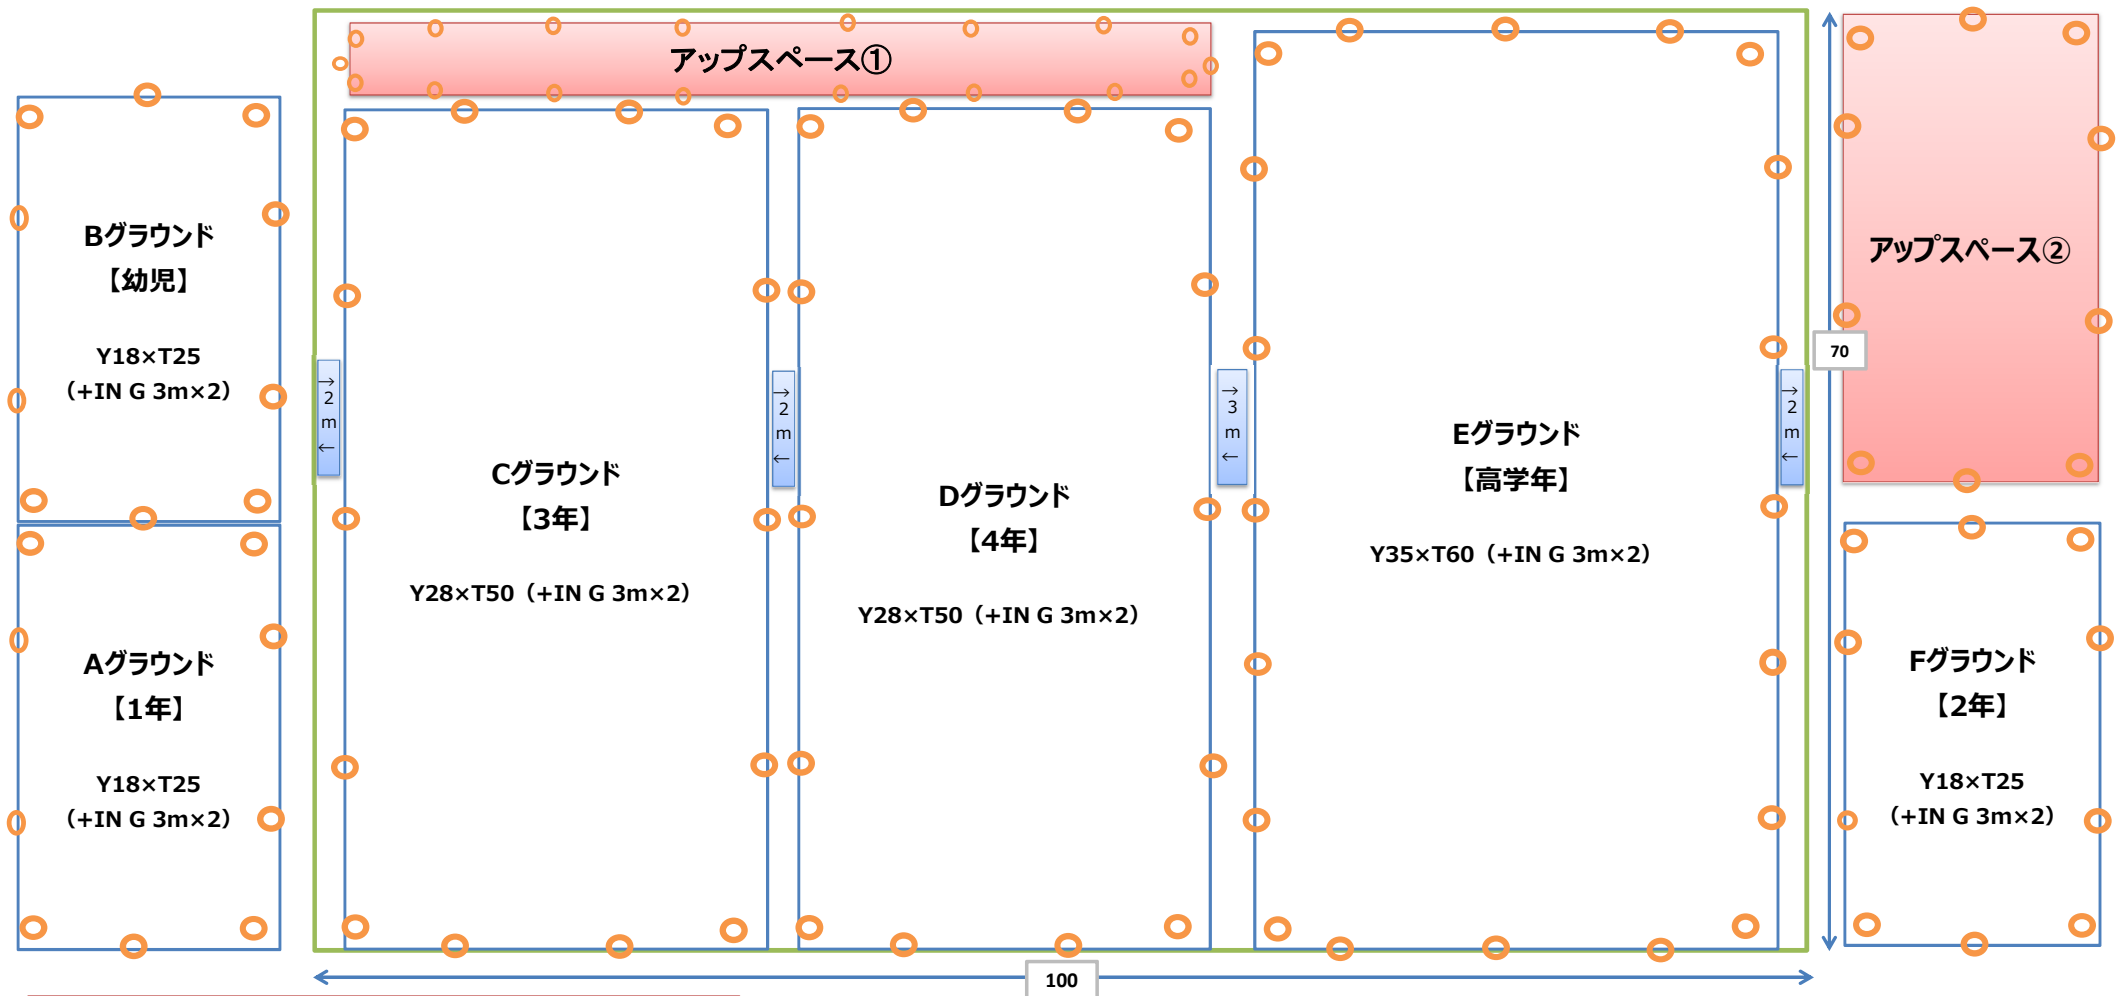 アップスペース①
Bグラウンド
【幼児】
Y18×T25
（+IN G 3m×2）
Aグラウンド
【1年】
Y18×T25
（+IN G 3m×2）
→
2
m
←
Cグラウンド
【3年】
Y28×T50（+IN G 3m×2）
→
2
m
←
Dグラウンド
【4年】
Y28×T50（+IN G 3m×2）
→
3
m
←
Eグラウンド
【高学年】
Y35×T60（+IN G 3m×2）
→
2
m
←
70
アップスペース②
Fグラウンド
【2年】
Y18×T25
（+IN G 3m×2）
100